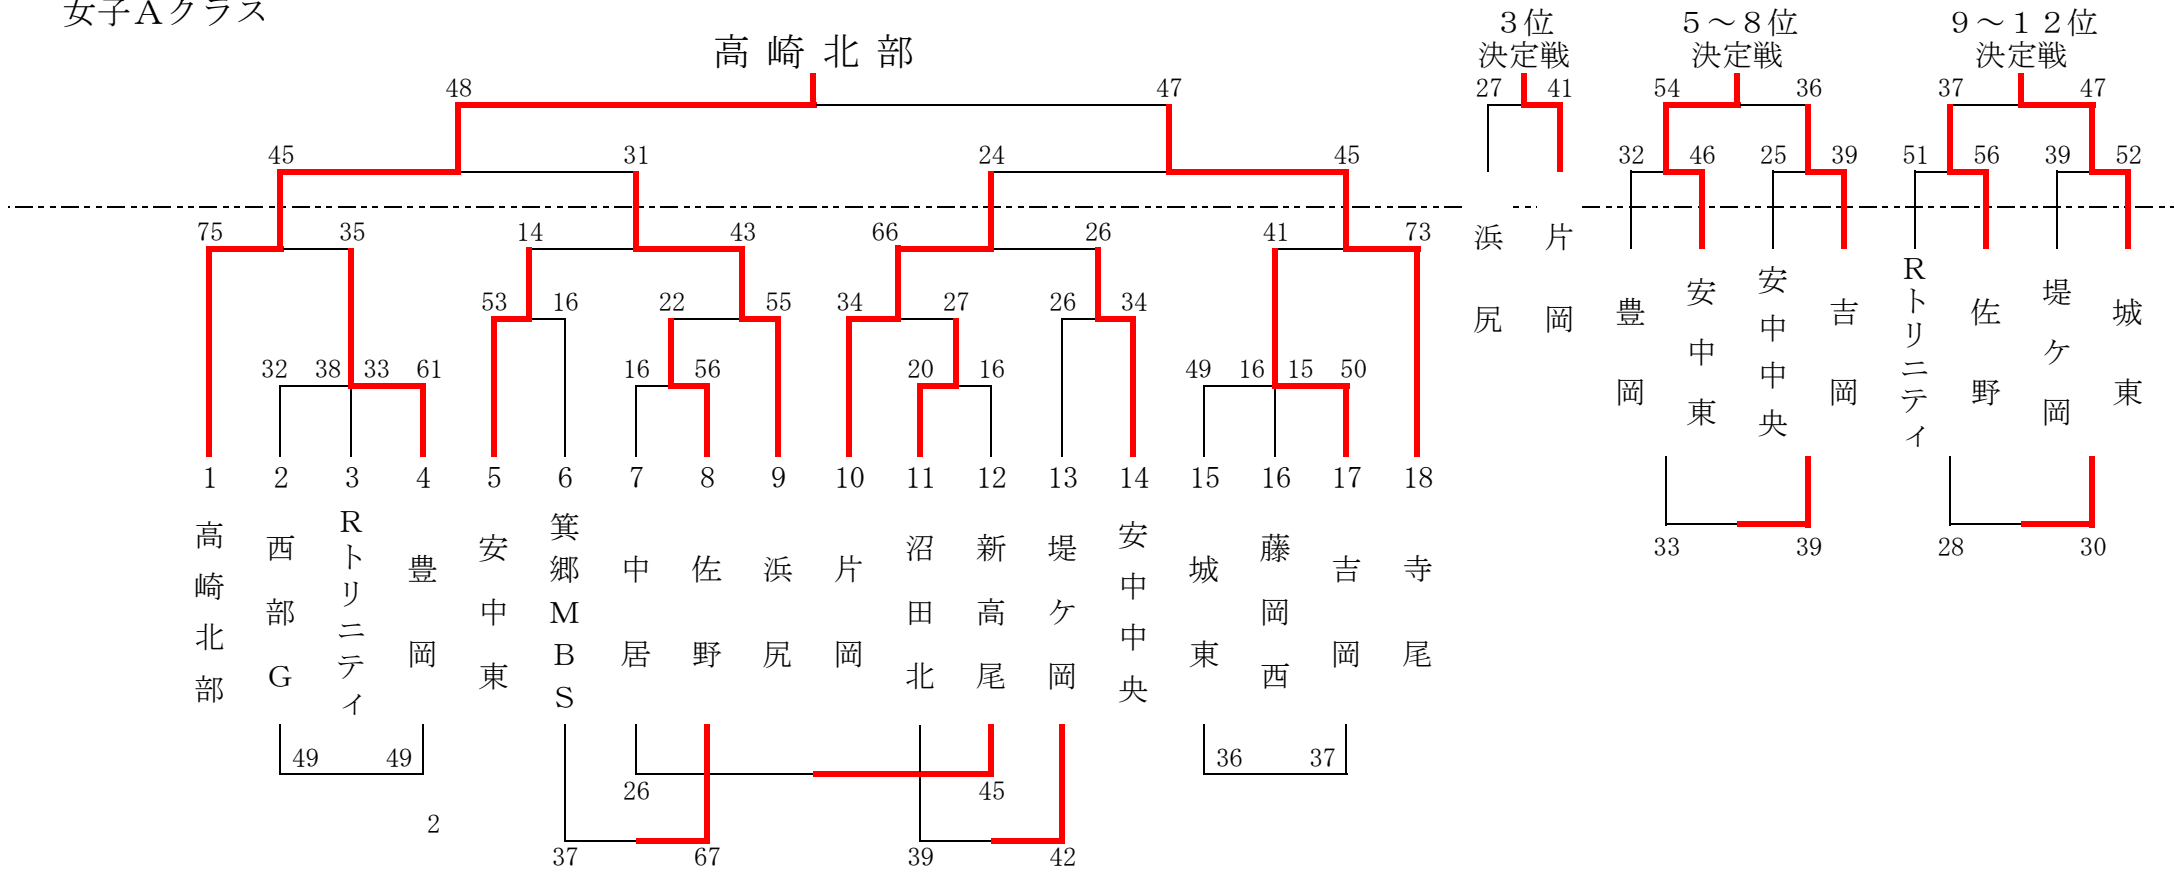 女子Aクラス
高崎北部
3位
決定戦
5～8位
決定戦
9～12位
決定戦
48 47 27 41 54 36 37 47
45 31 24 45 32 46 25 39 51 56 39 52
75 35 14 43 66 26 41 73
53 16 22 55 34 27 26 34
32 38 33 61 16 56 20 16 49 16 15 50
浜尻
片岡
豊岡
安中東
安中中央
吉岡
Rトリニティ
佐野
堤ケ岡
城東
1 2 3 4 5 6 7 8 9 10 11 12 13 14 15 16 17 18
高崎北部
西部G
Rトリニティ
豊岡
安中東
箕郷MBS
中居
佐野
浜尻
片岡
沼田北
新高尾
堤ケ岡
安中中央
城東
藤岡西
吉岡
寺尾
33 39 28 30
49 49 36 37
26 45
2
37 67 39 42